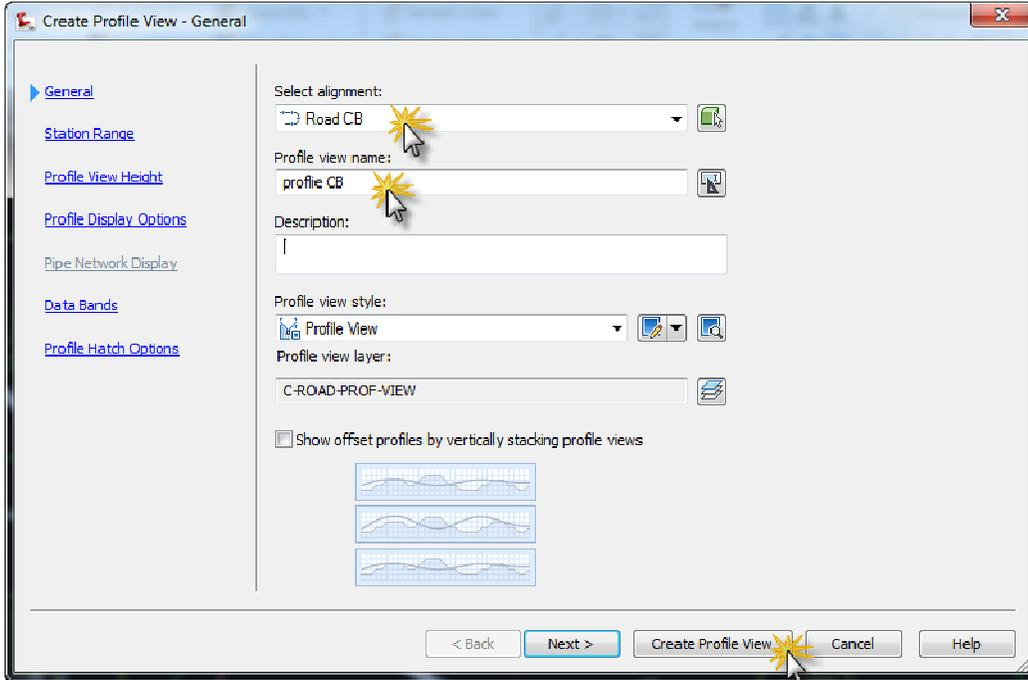 Create Profile View - General
General
Station Range
Profile View Height
Profile Display Options
Pipe Network Display
Data Bands
Profile Hatch Options
Select alignment:
Road CB
Profile view name:
proflie CB
Description:
Profile view style:
Profile View
Profile view layer:
C-ROAD-PROF-VIEW
Show offset profiles by vertically stacking profile views
< Back
Next >
Create Profile View
Cancel
Help